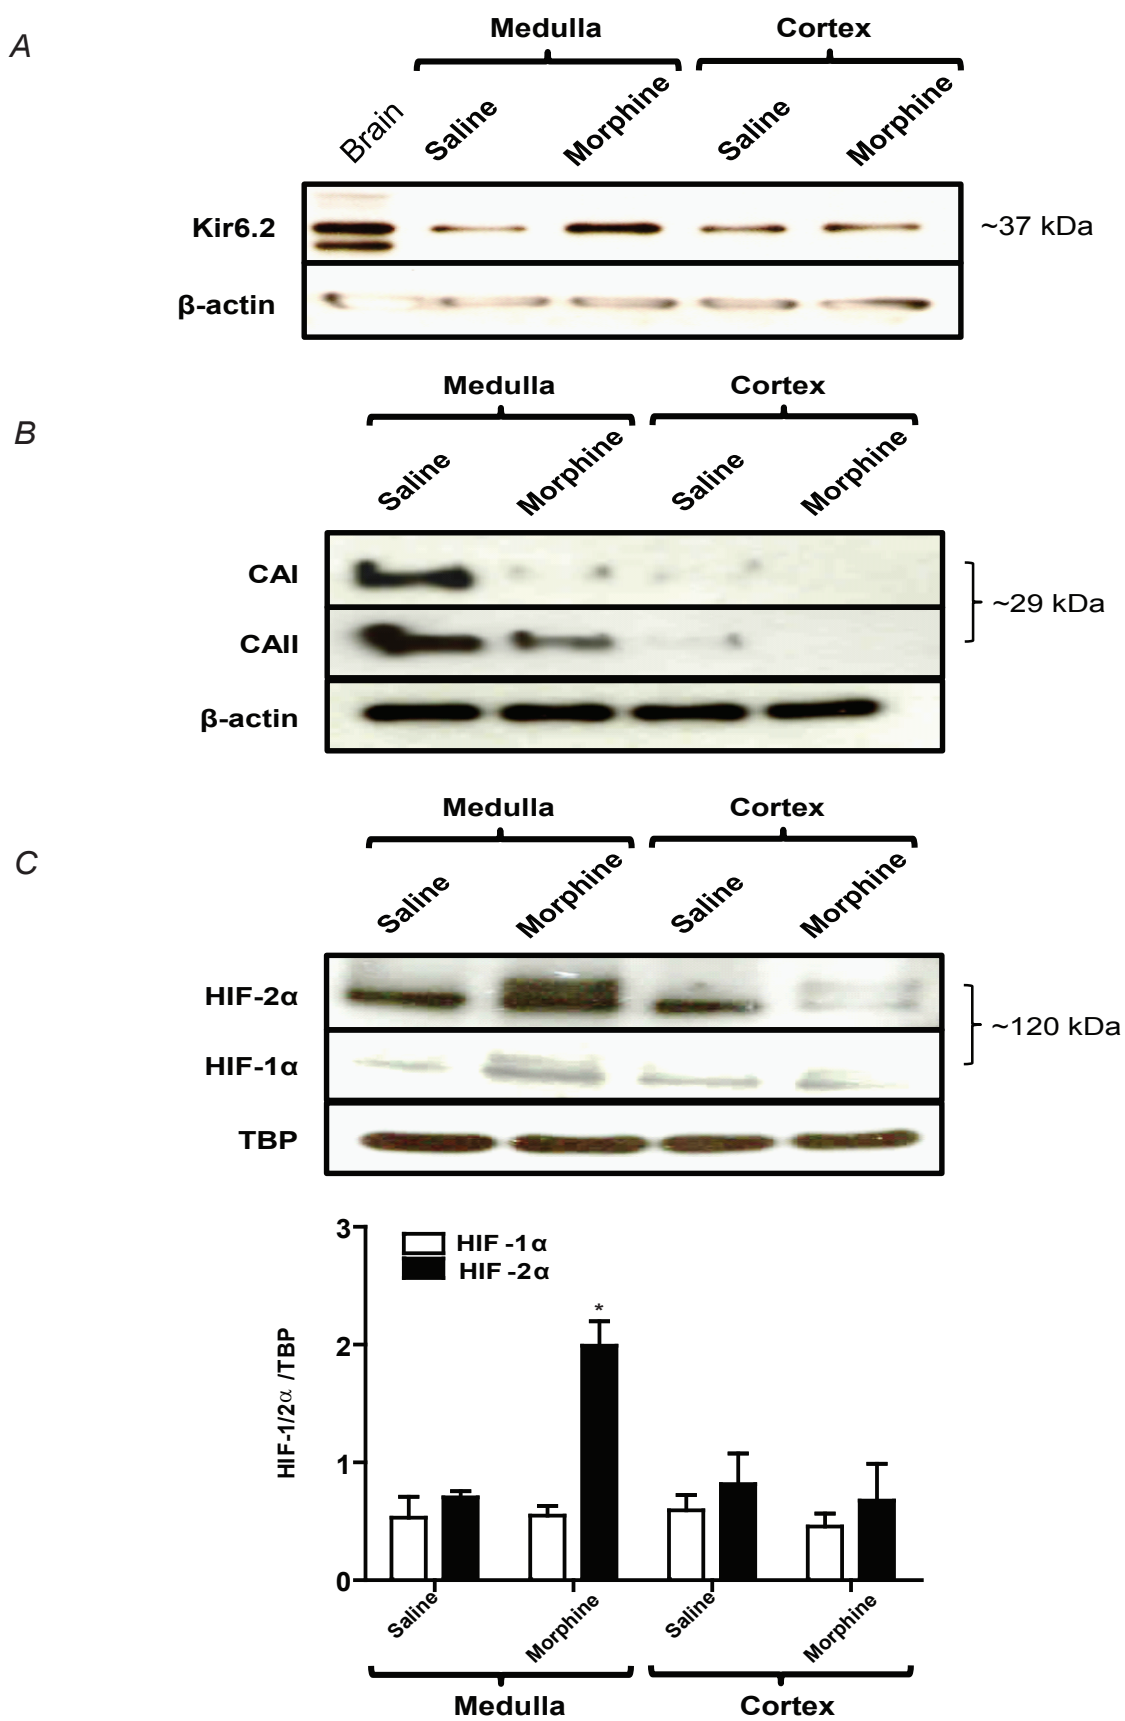 A
Medulla Cortex
Brain Saline Morphine Saline Morphine
Kir6.2 ~37 kDa
β-actin
B
Medulla Cortex
Saline Morphine Saline Morphine
CAI
~29 kDa
CAII
β-actin
C
Medulla Cortex
Saline Morphine Saline Morphine
HIF-2α
~120 kDa
HIF-1α
TBP
HIF-1/2α /TBP
3
2
1
0
HIF -1α
HIF -2α
*
Saline Morphine Saline Morphine
Medulla Cortex